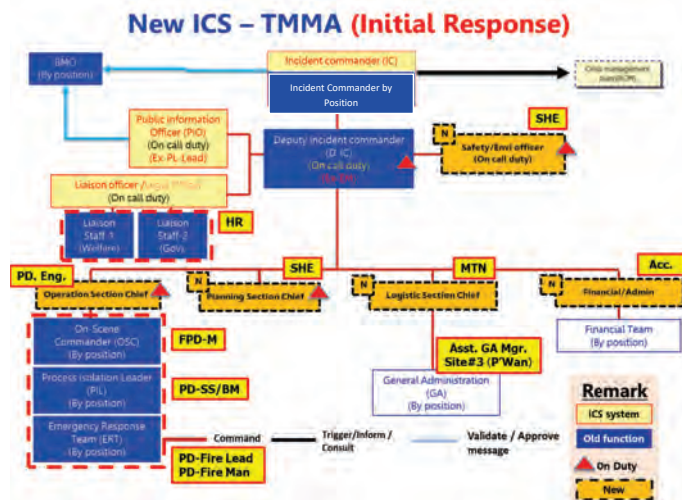 New ICS – TMMA (Initial Response)
BMO
(By position)
Incident commander (IC)
Incident Commander by
Position
Crisis management
Public Information
Officer (PIO)
(On call duty)
(Ex-PL-Lead)
Deputy incident commander
(D-IC)
(On call duty)
N
Safety/Envi officer
(On call duty)
SHE
Liaison officer /
(On call duty)
Liaison
Staff-1
(Welfare)
Liaison
Staff-2
(Gov)
HR
PD. Eng.
Operation Section Chief
SHE
N
Planning Section Chief
MTN
N
Logistic Section Chief
Acc.
N
Financial/Admin
On-Scene
Commander (OSC)
(By position)
FPD-M
Financial Team
(By position)
Process Isolation Leader
(PIL)
(By position)
PD-SS/BM
Asst. GA Mgr.
Site#3 (P'Wan)
General Administration
(GA)
(By position)
Emergency Response
Team (ERT)
(By position)
PD-Fire Lead
PD-Fire Man
Command
Trigger/Inform /
Consult
Validate / Approve
message
Remark
ICS system
Old function
On Duty
New